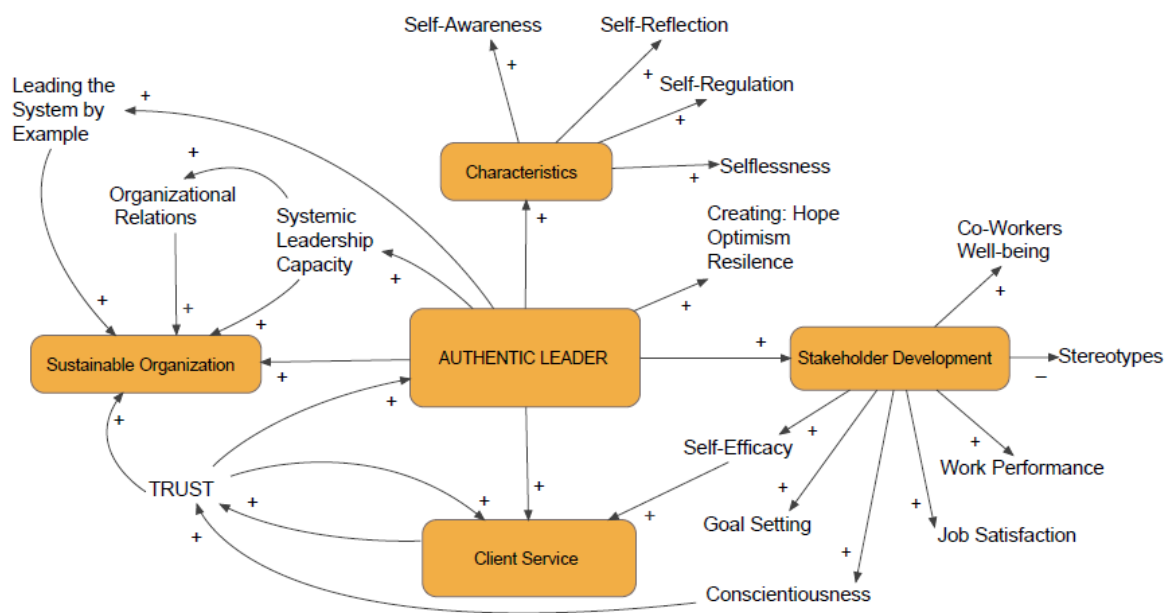 Self-Awareness
Self-Reflection
Leading the
System by
Example
+
+
+
Self-Regulation
+
+
Characteristics
Selflessness
+
Organizational
Relations
Systemic
Leadership
Capacity
+
+
Creating: Hope
Optimism
Resilence
+
Co-Workers
Well-being
+
+
+
+
Sustainable Organization
+
AUTHENTIC LEADER
+
Stakeholder Development
Stereotypes
–
+
+
Self-Efficacy
+
+
Work Performance
TRUST
+
+
+
+
+
Goal Setting
+
Job Satisfaction
+
Client Service
+
Conscientiousness